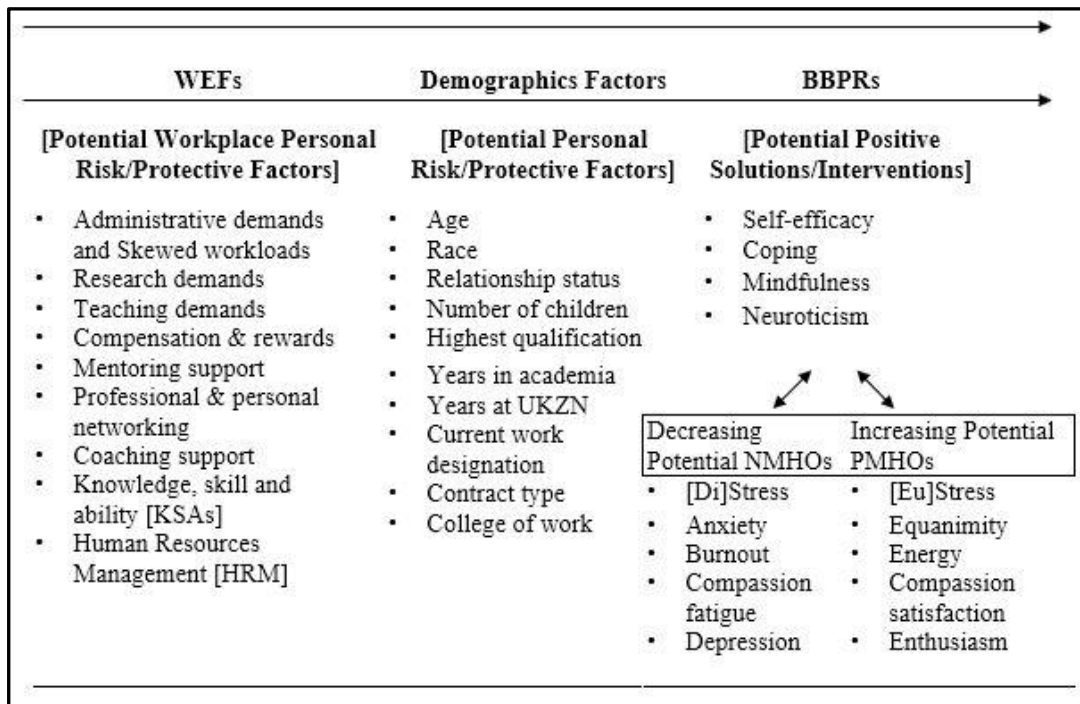 WEFs
Demographics Factors
BBPRs
[Potential Workplace Personal
Risk/Protective Factors]
[Potential Personal
Risk/Protective Factors]
[Potential Positive
Solutions/Interventions]
• Administrative demands
and Skewed workloads
• Research demands
• Teaching demands
• Compensation & rewards
• Mentoring support
• Professional & personal
networking
• Coaching support
• Knowledge, skill and
ability [KSAs]
• Human Resources
Management [HRM]
• Age
• Race
• Relationship status
• Number of children
• Highest qualification
• Years in academia
• Years at UKZN
• Current work
designation
• Contract type
• College of work
• Self-efficacy
• Coping
• Mindfulness
• Neuroticism
Decreasing
Potential NMHOs
• [Di]Stress
• Anxiety
• Burnout
• Compassion
fatigue
• Depression
Increasing Potential
PMHOs
• [Eu]Stress
• Equanimity
• Energy
• Compassion
satisfaction
• Enthusiasm